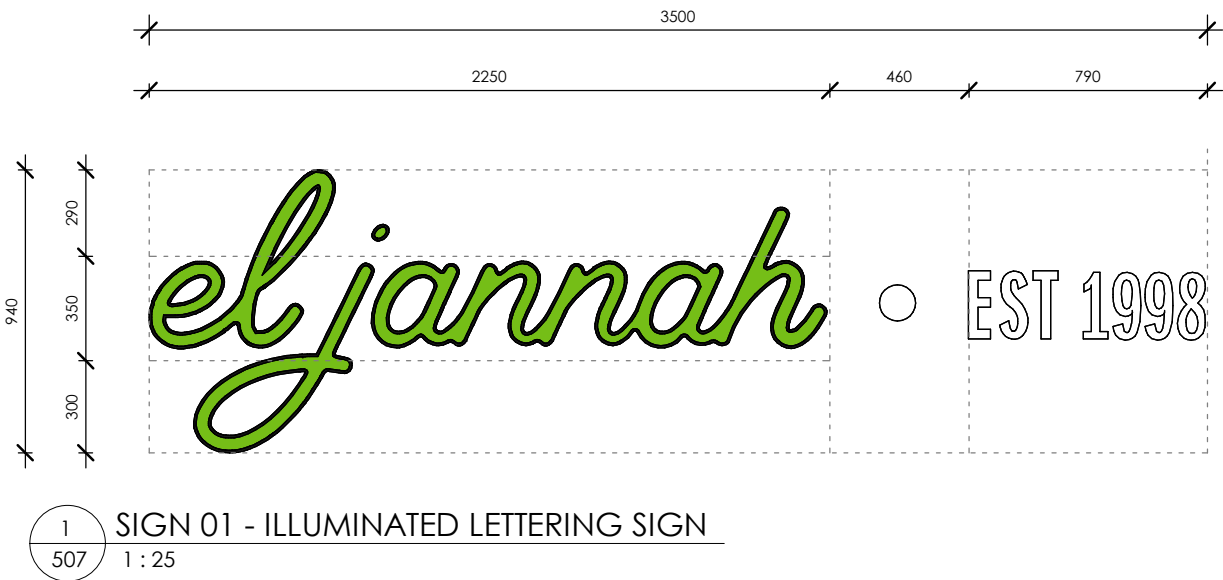 3500
2250 460 790
290
940
350
300
el jannah
EST 1998
1
507
SIGN 01 - ILLUMINATED LETTERING SIGN
1 : 25